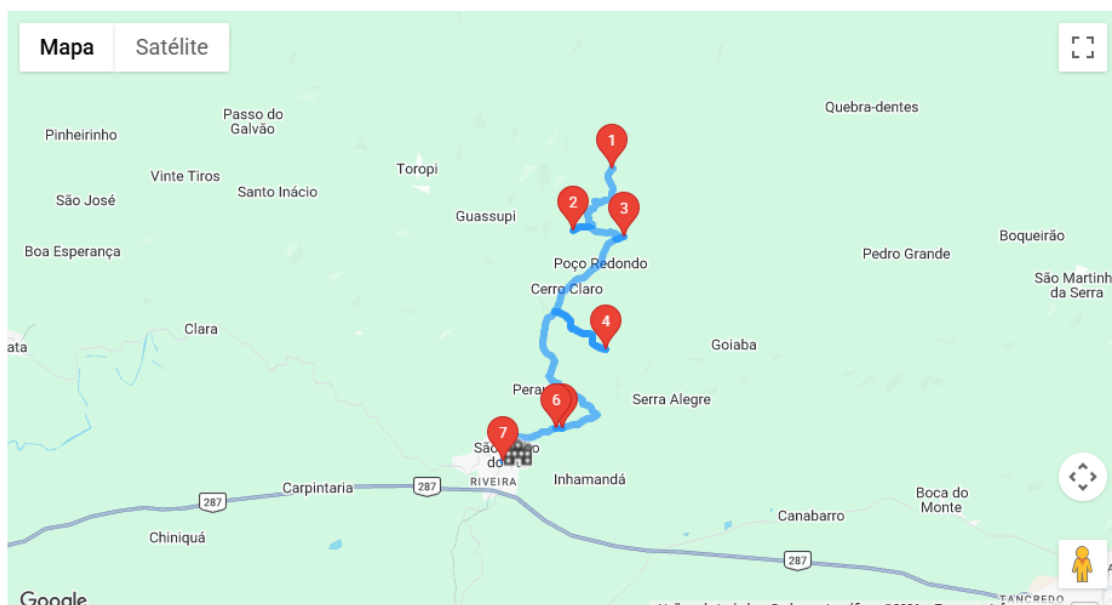 Mapa
Satélite
Quebra-dentes
Passo do
Galvão
Pinheirinho
1
Toropi
Vinte Tiros
Santo Inácio
São José
2
3
Guassupi
Boqueirão
Boa Esperança
Pedro Grande
Poço Redondo
São Martinh
da Serra
Cerro Claro
4
Clara
ata
Goiaba
Serra Alegre
6
7
RIVEIRA
Inhamandá
Carpintaria
287
287
Boca do
Monte
Canabarro
Chiniquá
287
Google
TANCREDO